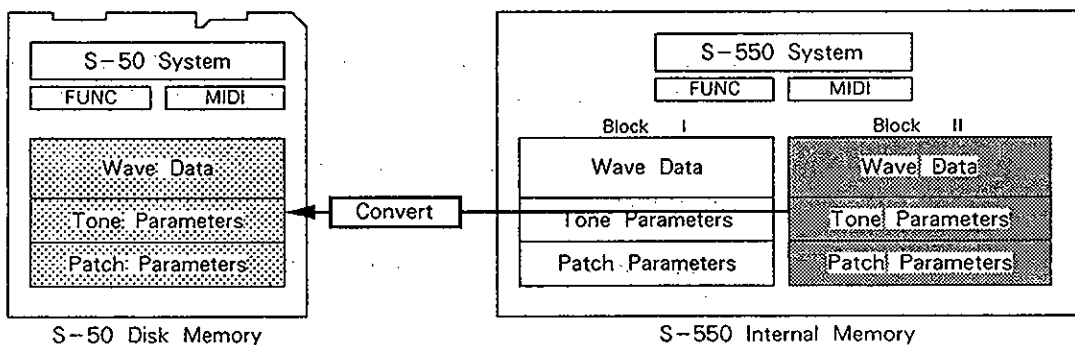 S-50 System
FUNC MIDI
Wave Data
Tone Parameters
Patch Parameters
S-50 Disk Memory
Convert
S-550 System
FUNC MIDI
Block I Block II
Wave Data Wave Data
Tone Parameters Tone Parameters
Patch Parameters Patch Parameters
S-550 Internal Memory